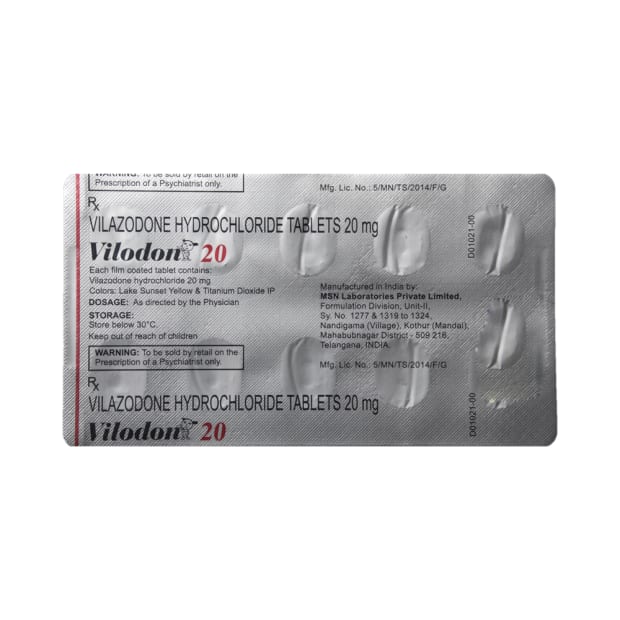 WARNING: To be sold by retail on the
Prescription of a Psychiatrist only.
Rx
VILAZODONE HYDROCHLORIDE TABLETS 20 mg
Vilodon 20
Each film coated tablet contains:
Vilazodone hydrochloride 20 mg
Colors: Lake Sunset Yellow & Titanium Dioxide IP
DOSAGE: As directed by the Physician
STORAGE:
Store below 30°C.
Keep out of reach of children
WARNING: To be sold by retail on the
Prescription of a Psychiatrist only.
Rx
VILAZODONE HYDROCHLORIDE TABLETS 20 mg
Vilodon 20
Mfg. Lic. No.: 5/MN/TS/2014/F/G
Manufactured in India by:
MSN Laboratories Private Limited,
Formulation Division, Unit-II,
Sy. No. 1277 & 1319 to 1324,
Nandigama (Village), Kothur (Mandal),
Mahabubnagar District - 509 216,
Telangana, INDIA.
Mfg. Lic. No.: 5/MN/TS/2014/F/G
D01021-00
D01021-00